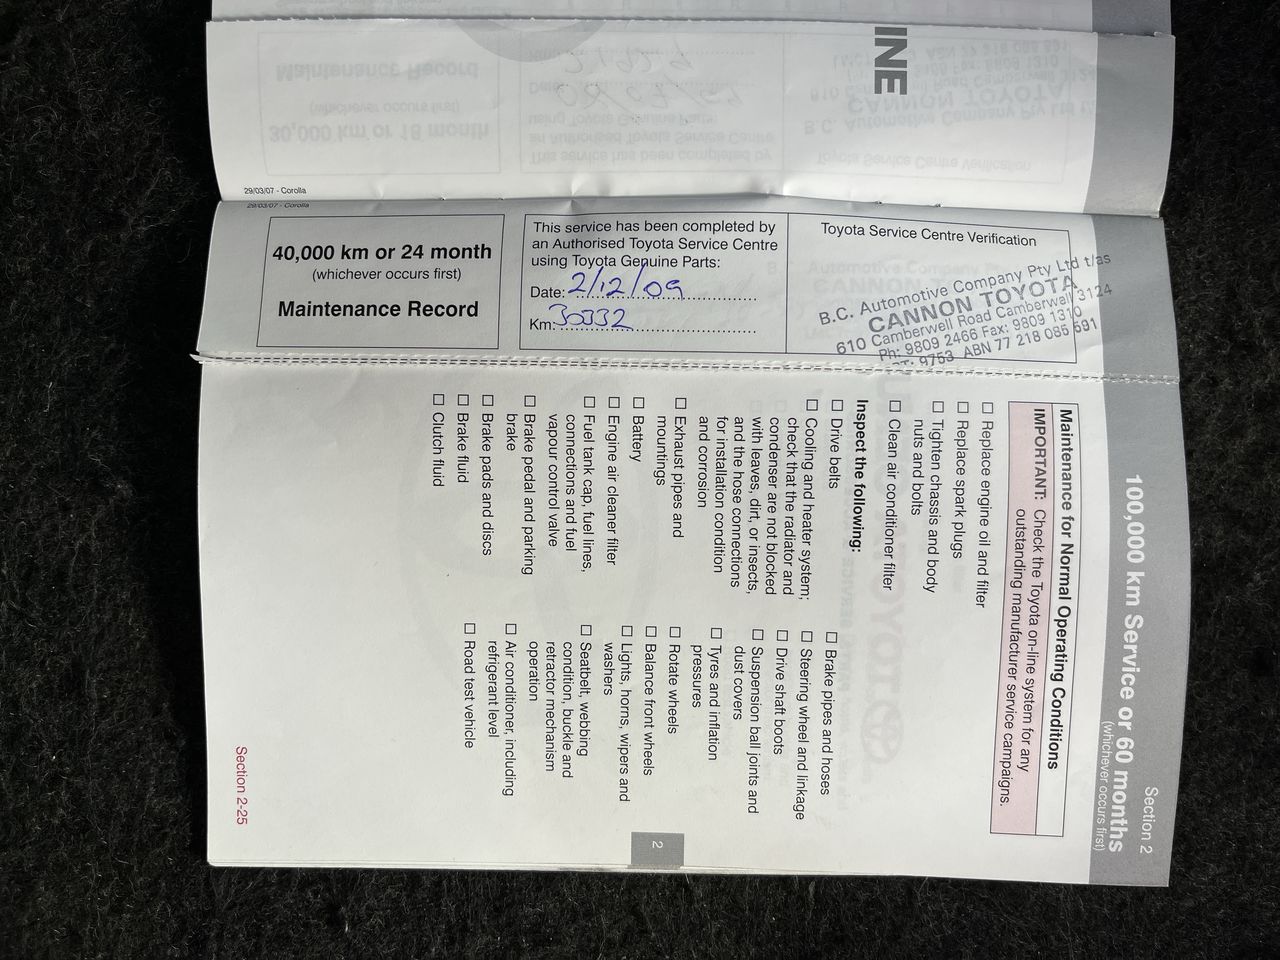 INE
29/03/07 - Corolla
29/03/07 - Corolla
40,000 km or 24 month
(whichever occurs first)
Maintenance Record
This service has been completed by
an Authorised Toyota Service Centre
using Toyota Genuine Parts:
Date: 2/12/09
Km: 30332
Toyota Service Centre Verification
B.C. Automotive Company Pty Ltd t/as
CANNON TOYOTA
610 Camberwell Road Camberwell 3124
Ph: 9809 2466 Fax: 9809 1310
9753 ABN 77 218 085 591
Section 2
100,000 km Service or 60 months
(whichever occurs first)
Maintenance for Normal Operating Conditions
IMPORTANT: Check the Toyota on-line system for any
outstanding manufacturer service campaigns.
☐ Replace engine oil and filter
☐ Replace spark plugs
☐ Tighten chassis and body
nuts and bolts
☐ Clean air conditioner filter
Inspect the following:
☐ Drive belts
☐ Cooling and heater system;
check that the radiator and
condenser are not blocked
with leaves, dirt, or insects,
and the hose connections
for installation condition
and corrosion
☐ Exhaust pipes and
mountings
☐ Battery
☐ Engine air cleaner filter
☐ Fuel tank cap, fuel lines,
connections and fuel
vapour control valve
☐ Brake pedal and parking
brake
☐ Brake pads and discs
☐ Brake fluid
☐ Clutch fluid
☐ Brake pipes and hoses
☐ Steering wheel and linkage
☐ Drive shaft boots
☐ Suspension ball joints and
dust covers
☐ Tyres and inflation
pressures
☐ Rotate wheels
☐ Balance front wheels
☐ Lights, horns, wipers and
washers
☐ Seatbelt, webbing
condition, buckle and
retractor mechanism
operation
☐ Air conditioner, including
refrigerant level
☐ Road test vehicle
2
Section 2-25